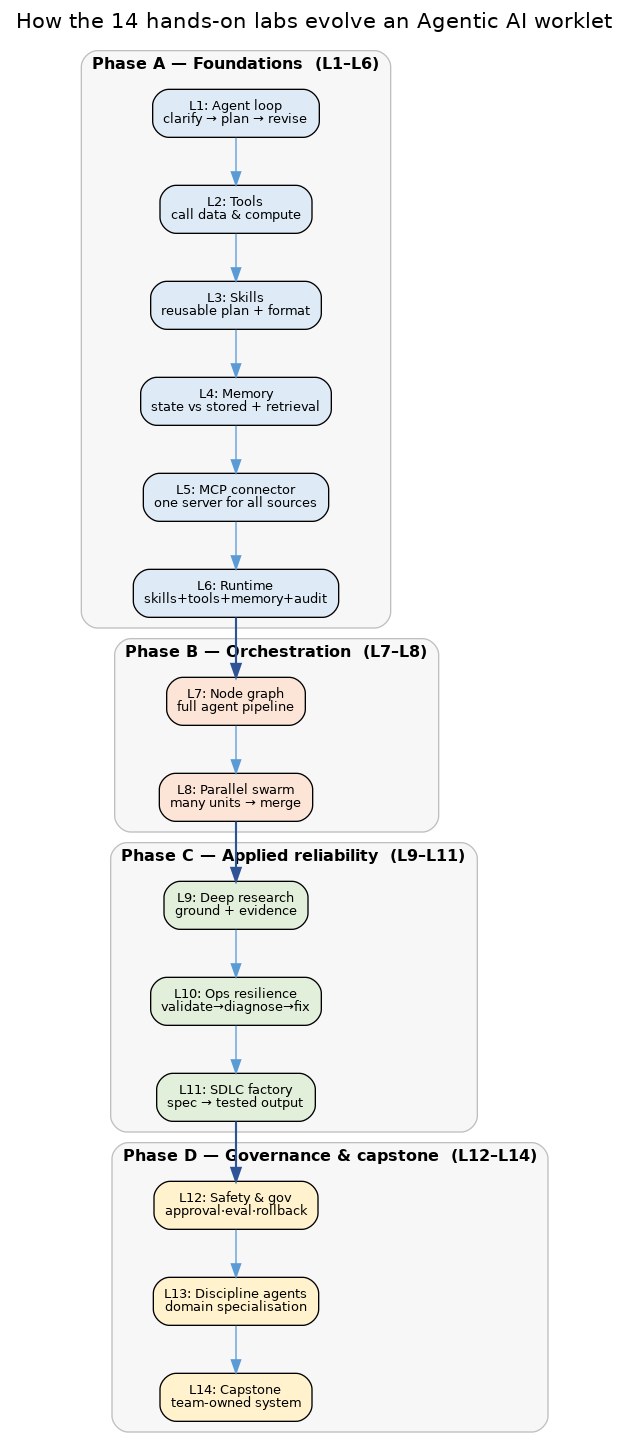 How the 14 hands-on labs evolve an Agentic AI worklet
Phase A — Foundations (L1–L6)
L1: Agent loop
clarify → plan → revise
L2: Tools
call data & compute
L3: Skills
reusable plan + format
L4: Memory
state vs stored + retrieval
L5: MCP connector
one server for all sources
L6: Runtime
skills+tools+memory+audit
Phase B — Orchestration (L7–L8)
L7: Node graph
full agent pipeline
L8: Parallel swarm
many units → merge
Phase C — Applied reliability (L9–L11)
L9: Deep research
ground + evidence
L10: Ops resilience
validate→diagnose→fix
L11: SDLC factory
spec → tested output
Phase D — Governance & capstone (L12–L14)
L12: Safety & gov
approval·eval·rollback
L13: Discipline agents
domain specialisation
L14: Capstone
team-owned system